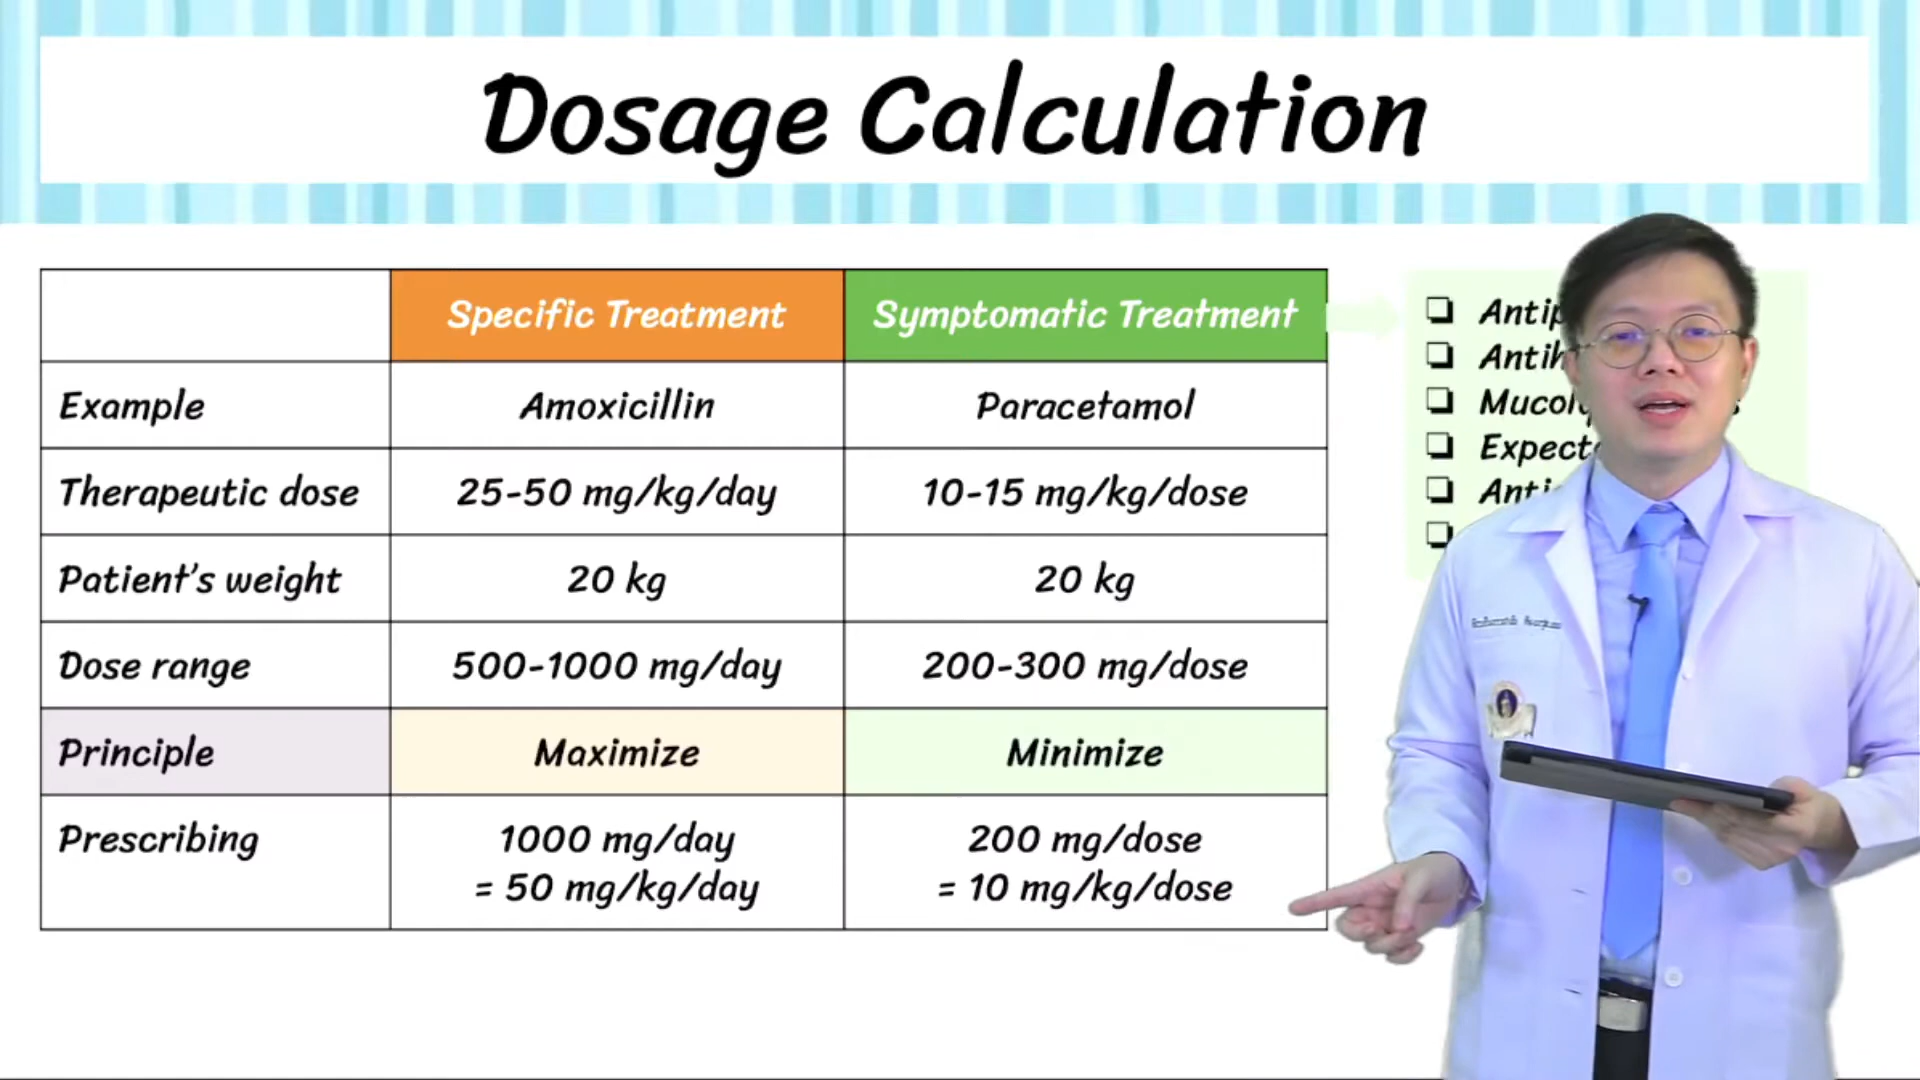 Dosage Calculation
Specific Treatment Symptomatic Treatment
Example Amoxicillin Paracetamol
Therapeutic dose 25-50 mg/kg/day 10-15 mg/kg/dose
Patient's weight 20 kg 20 kg
Dose range 500-1000 mg/day 200-300 mg/dose
Principle Maximize Minimize
Prescribing 1000 mg/day 200 mg/dose
= 50 mg/kg/day = 10 mg/kg/dose